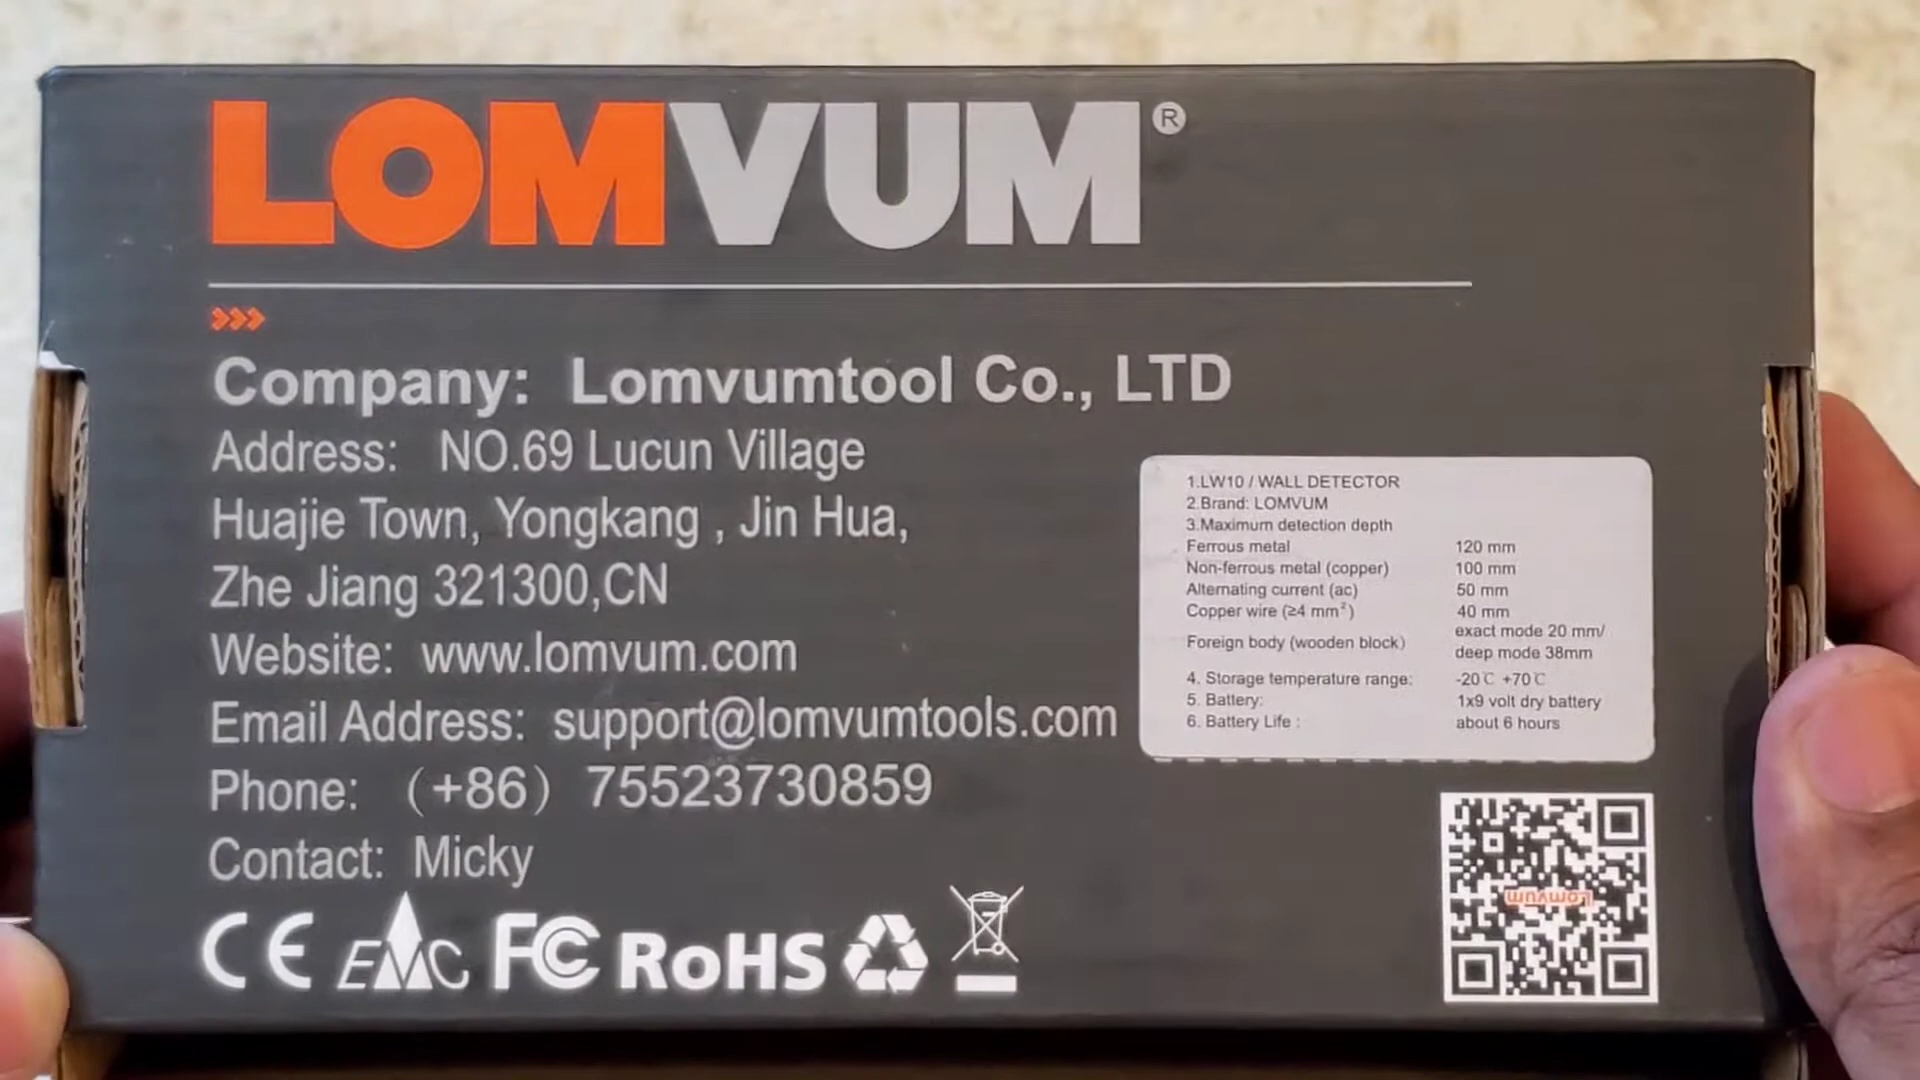 LOMVUM®
Company: Lomvumtool Co., LTD
Address: NO.69 Lucun Village
Huajie Town, Yongkang , Jin Hua,
Zhe Jiang 321300,CN
Website: www.lomvum.com
Email Address: support@lomvumtools.com
Phone: （+86） 75523730859
Contact: Micky
CE EMC FC RoHS
1.LW10 / WALL DETECTOR
2.Brand: LOMVUM
3.Maximum detection depth
Ferrous metal 120 mm
Non-ferrous metal (copper) 100 mm
Alternating current (ac) 50 mm
Copper wire (≥4 mm²) 40 mm
Foreign body (wooden block) exact mode 20 mm/
deep mode 38mm
4. Storage temperature range: -20℃ +70℃
5. Battery: 1x9 volt dry battery
6. Battery Life : about 6 hours
Lomvum